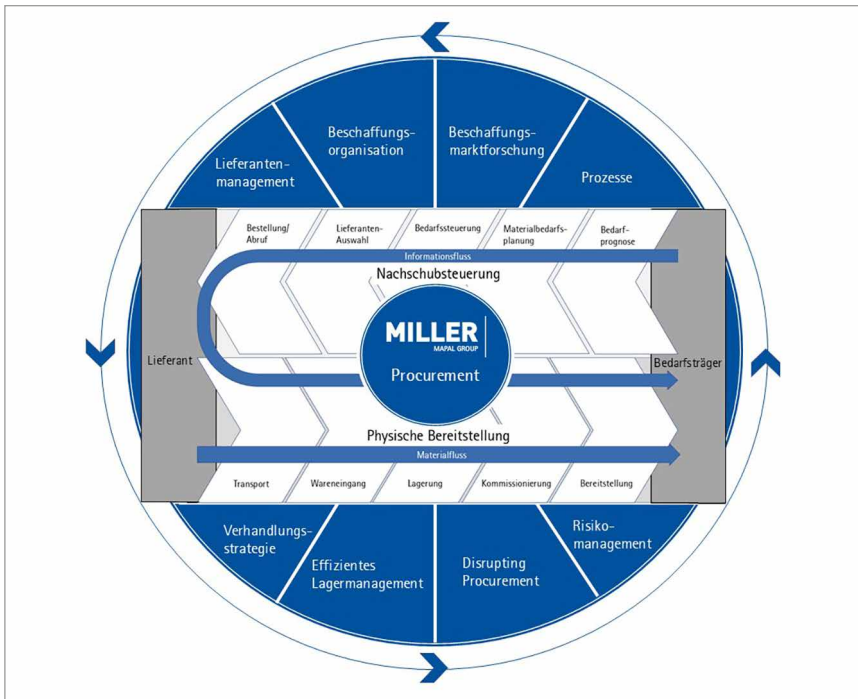 Beschaffungs-
organisation
Beschaffungs-
marktforschung
Lieferanten-
management
Prozesse
Bestellung/
Abruf
Lieferanten-
Auswahl
Bedarfssteuerung
Materialbedarfs-
planung
Bedarf-
prognose
Informationsfluss
Nachschubsteuerung
MILLER
MAPAL GROUP
Procurement
Lieferant
Bedarfsträger
Physische Bereitstellung
Materialfluss
Transport
Wareneingang
Lagerung
Kommissionierung
Bereitstellung
Verhandlungs-
strategie
Effizientes
Lagermanagement
Disrupting
Procurement
Risiko-
management